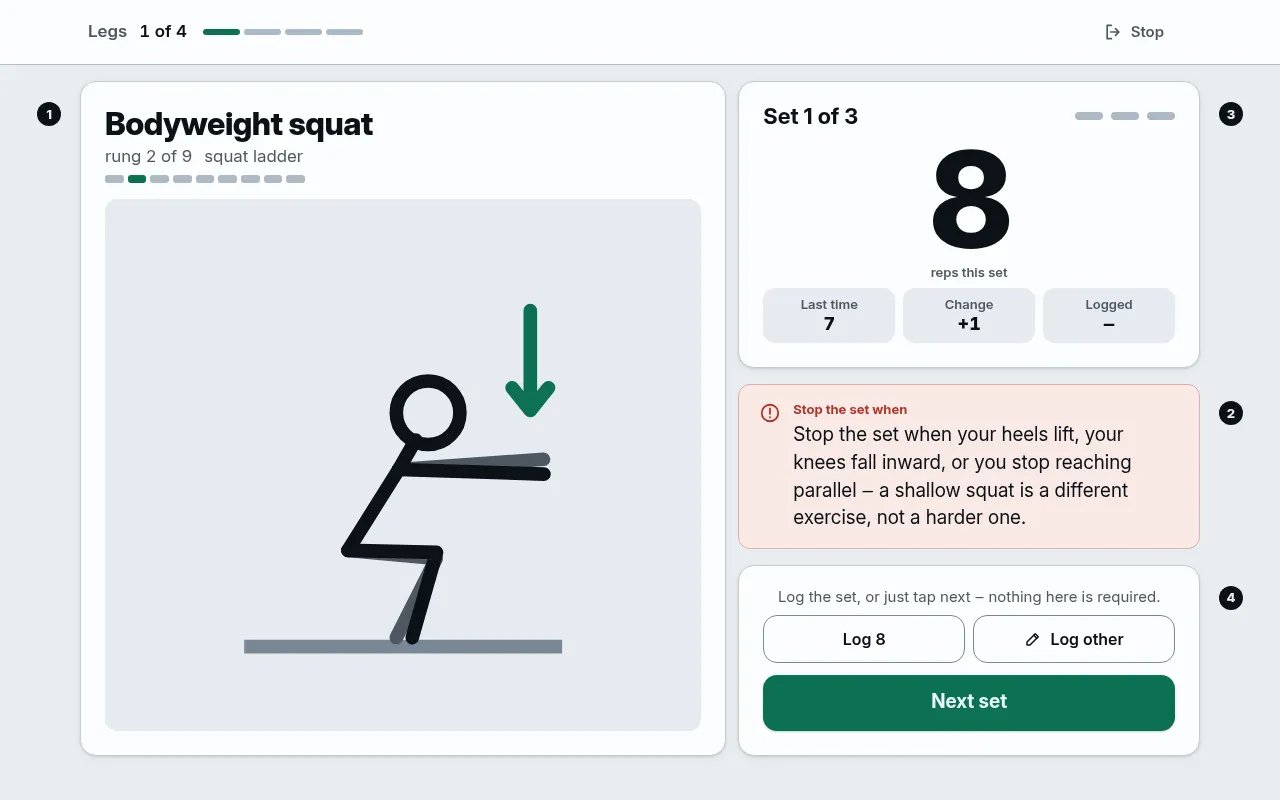 Legs 1 of 4
Stop
1
Bodyweight squat
rung 2 of 9 squat ladder
3
Set 1 of 3
8
reps this set
Last time
7
Change
+1
Logged
–
2
Stop the set when
Stop the set when your heels lift, your
knees fall inward, or you stop reaching
parallel – a shallow squat is a different
exercise, not a harder one.
4
Log the set, or just tap next – nothing here is required.
Log 8
Log other
Next set